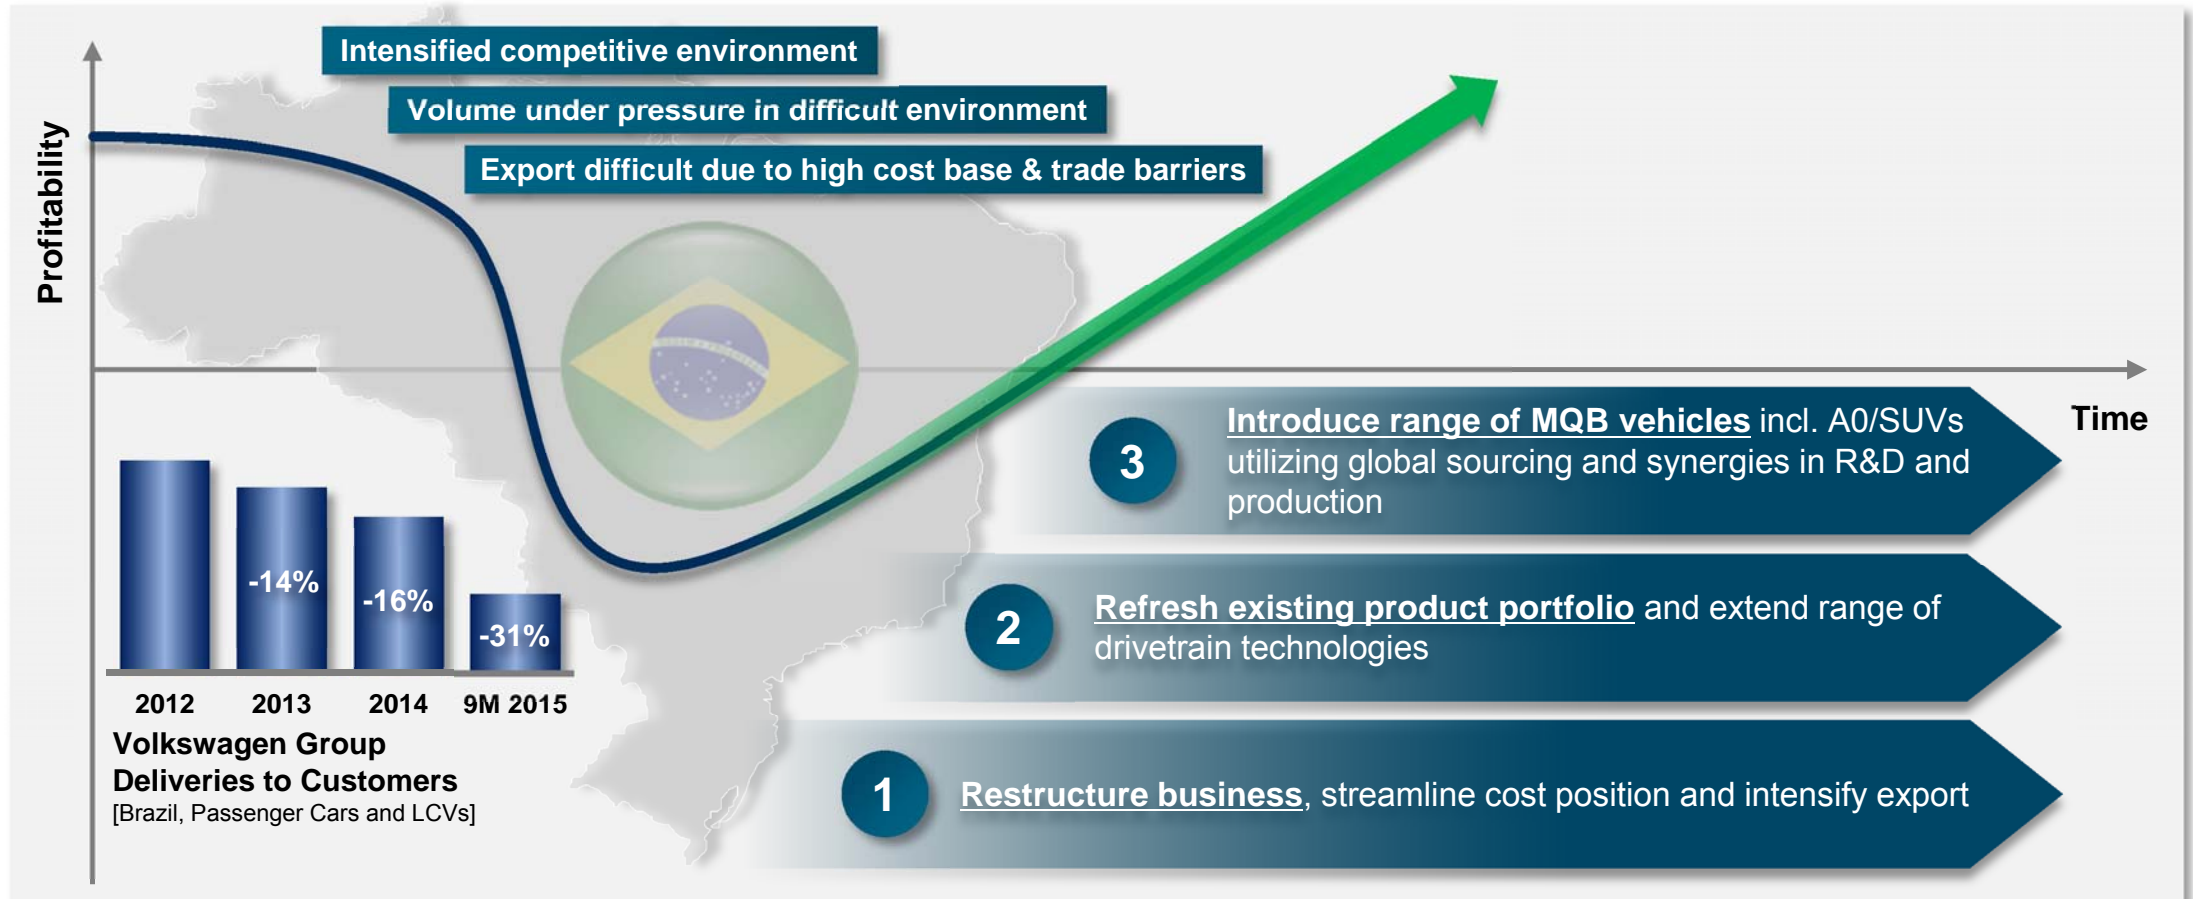 Intensified competitive environment
Volume under pressure in difficult environment
Export difficult due to high cost base & trade barriers
Profitability
Time
3
Introduce range of MQB vehicles incl. A0/SUVs
utilizing global sourcing and synergies in R&D and
production
2
Refresh existing product portfolio and extend range of
drivetrain technologies
1
Restructure business, streamline cost position and intensify export
-14%
-16%
-31%
2012 2013 2014 9M 2015
Volkswagen Group
Deliveries to Customers
[Brazil, Passenger Cars and LCVs]